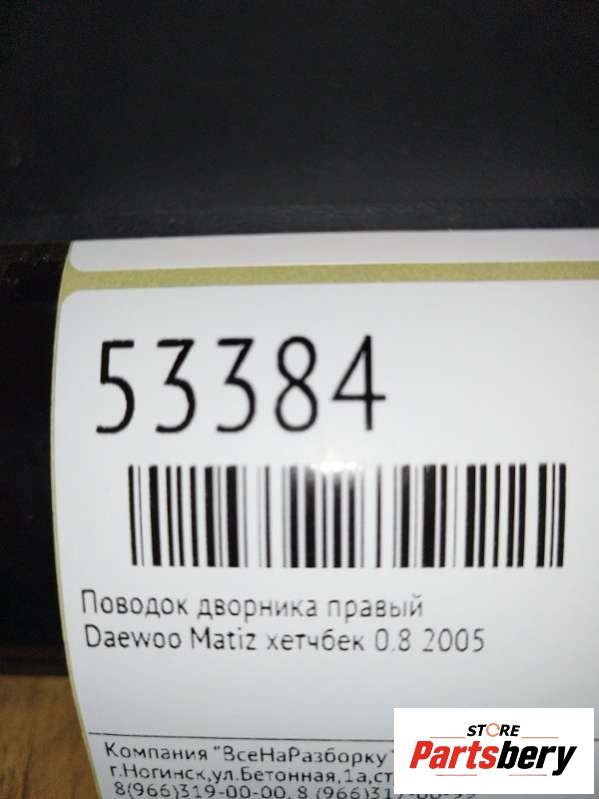 53384
Поводок дворника правый
Daewoo Matiz хетчбек 0.8 2005
Компания "ВсеНаРазборку"
г.Ногинск,ул.Бетонная,1а,ст
8(966)319-00-00, 8 (966)31
STORE
Partsbery